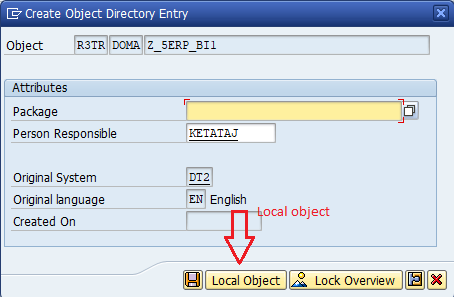 Create Object Directory Entry
Object R3TR DOMA Z_5ERP_BI1
Attributes
Package
Person Responsible KETATAJ
Original System DT2
Original language EN English
Created On
Local object
Local Object Lock Overview